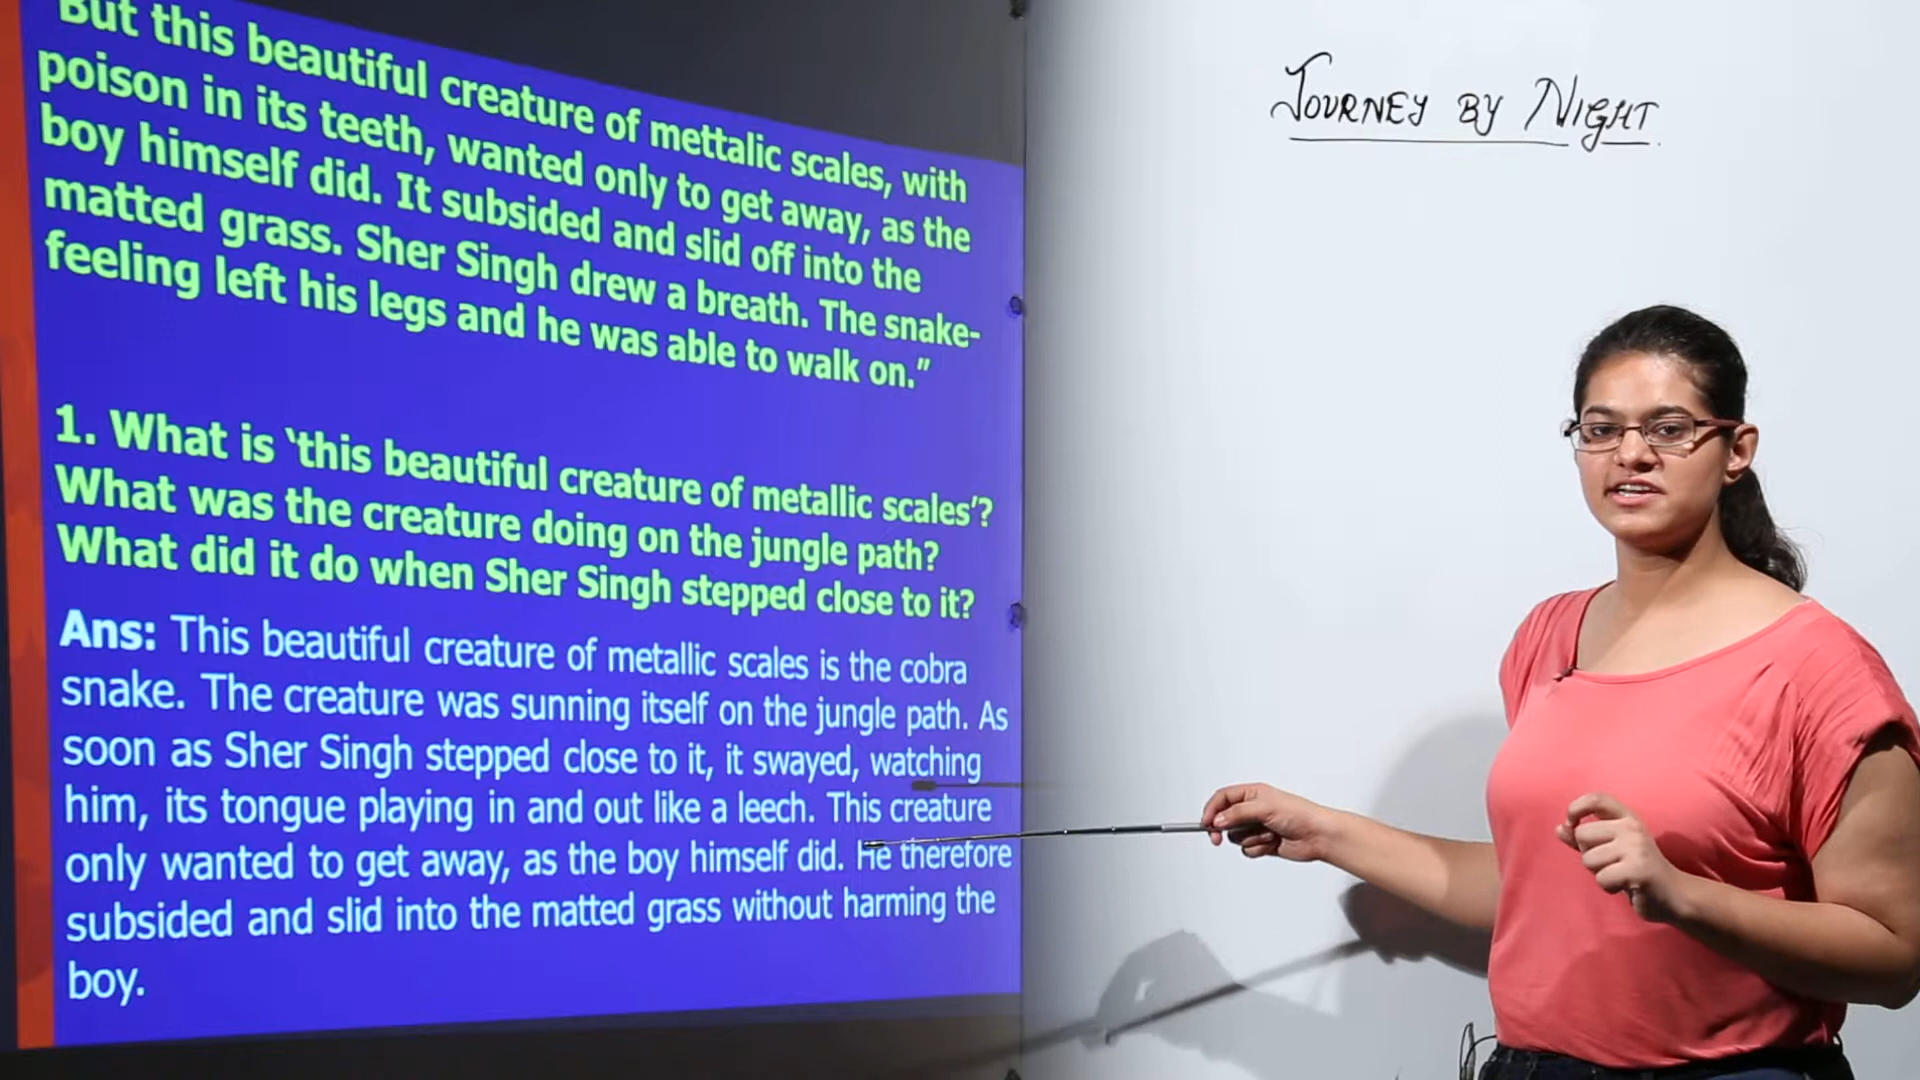 But this beautiful creature of mettalic scales, with
poison in its teeth, wanted only to get away, as the
boy himself did. It subsided and slid off into the
matted grass. Sher Singh drew a breath. The snake-
feeling left his legs and he was able to walk on.”
1. What is ‘this beautiful creature of metallic scales’?
What was the creature doing on the jungle path?
What did it do when Sher Singh stepped close to it?
Ans: This beautiful creature of metallic scales is the cobra
snake. The creature was sunning itself on the jungle path. As
soon as Sher Singh stepped close to it, it swayed, watching
him, its tongue playing in and out like a leech. This creature
only wanted to get away, as the boy himself did. He therefore
subsided and slid into the matted grass without harming the
boy.
JOURNEY BY NIGHT